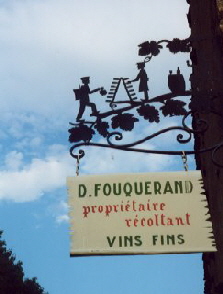 D. FOUQUERAND
propriétaire
récoltant
VINS FINS